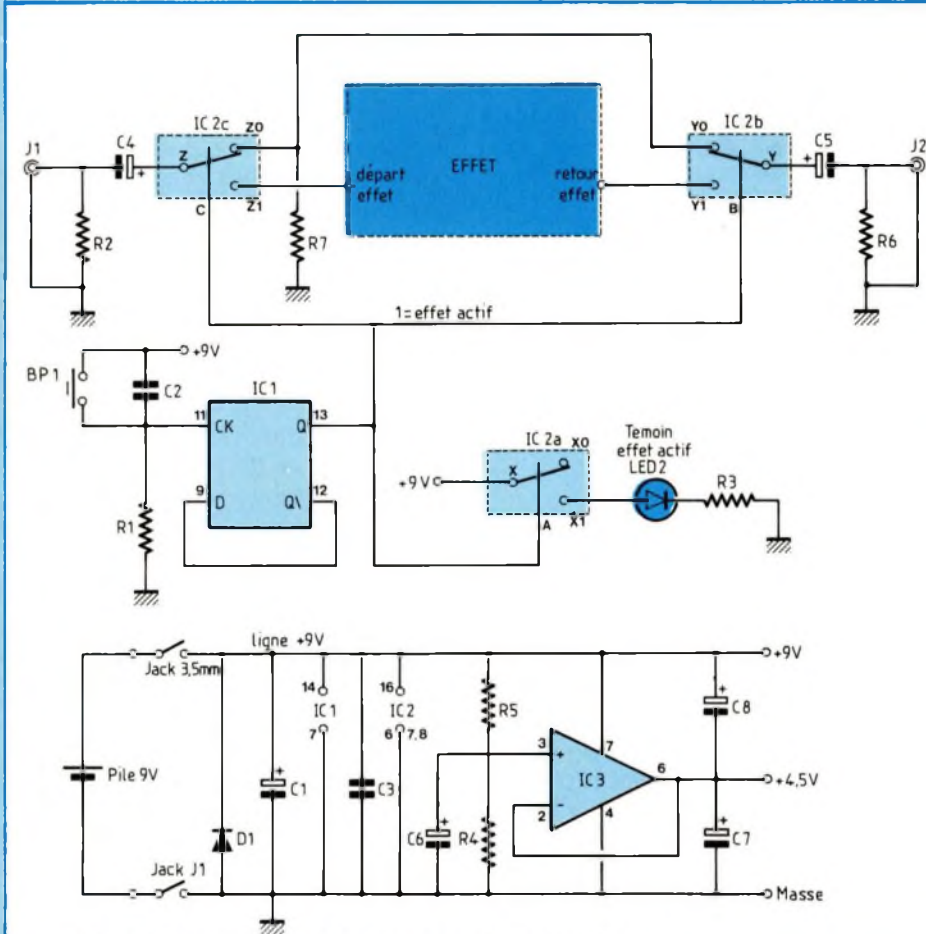 IC 2c
Z0
Y0
IC 2b
J1
C4
Z
départ
effet
EFFET
retour
effet
Y
C5
J2
C
Z1
Y1
B
R2
R7
R6
1=effet actif
+9V
BP1
C2
IC1
11
CK
Q
13
9
D
Q\
12
R1
IC 2a
X0
+9V
X
A
X1
Temoin
effet actif
LED2
R3
ligne +9V
Jack 3,5mm
+9V
14
IC1
7
16
IC2
6
7,8
R5
C8
Pile 9V
3
+
7
IC3
6
+4,5V
2
-
4
D1
C1
C3
C6
R4
C7
Jack J1
Masse